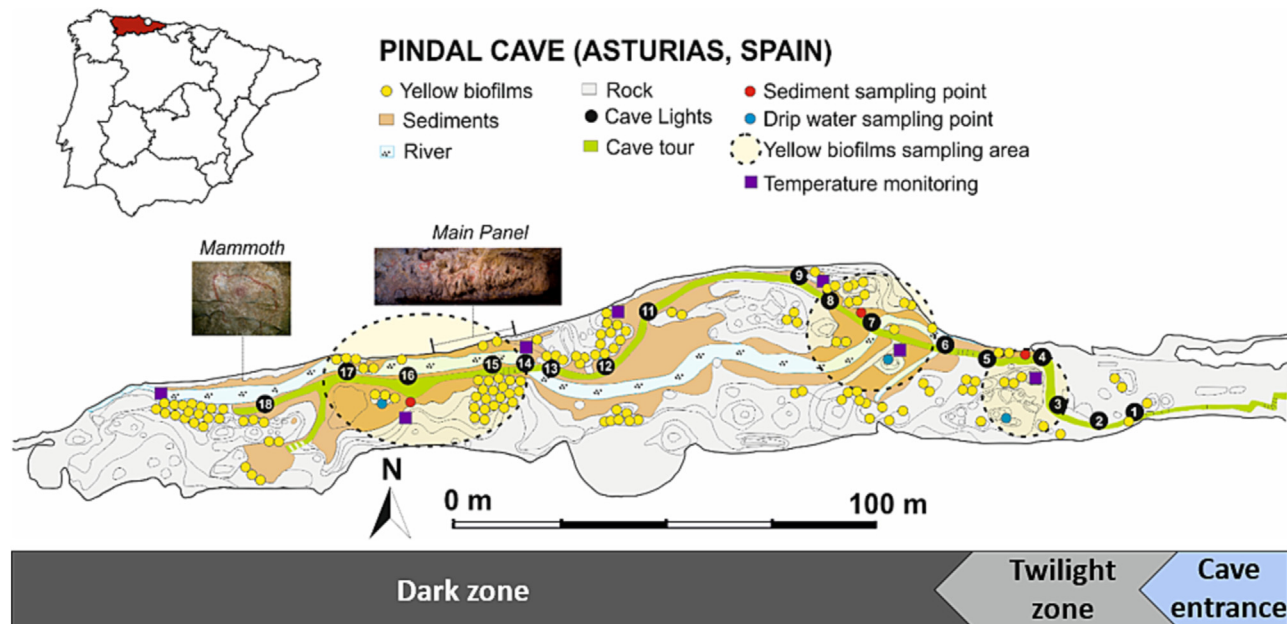 PINDAL CAVE (ASTURIAS, SPAIN)
Yellow biofilms
Sediments
River
Rock
Cave Lights
Cave tour
Sediment sampling point
Drip water sampling point
Yellow biofilms sampling area
Temperature monitoring
Mammoth
Main Panel
9
8
7
11
6
5
4
17
16
15
14
13
12
18
3
2
1
N
0 m
100 m
Dark zone
Twilight
zone
Cave
entrance